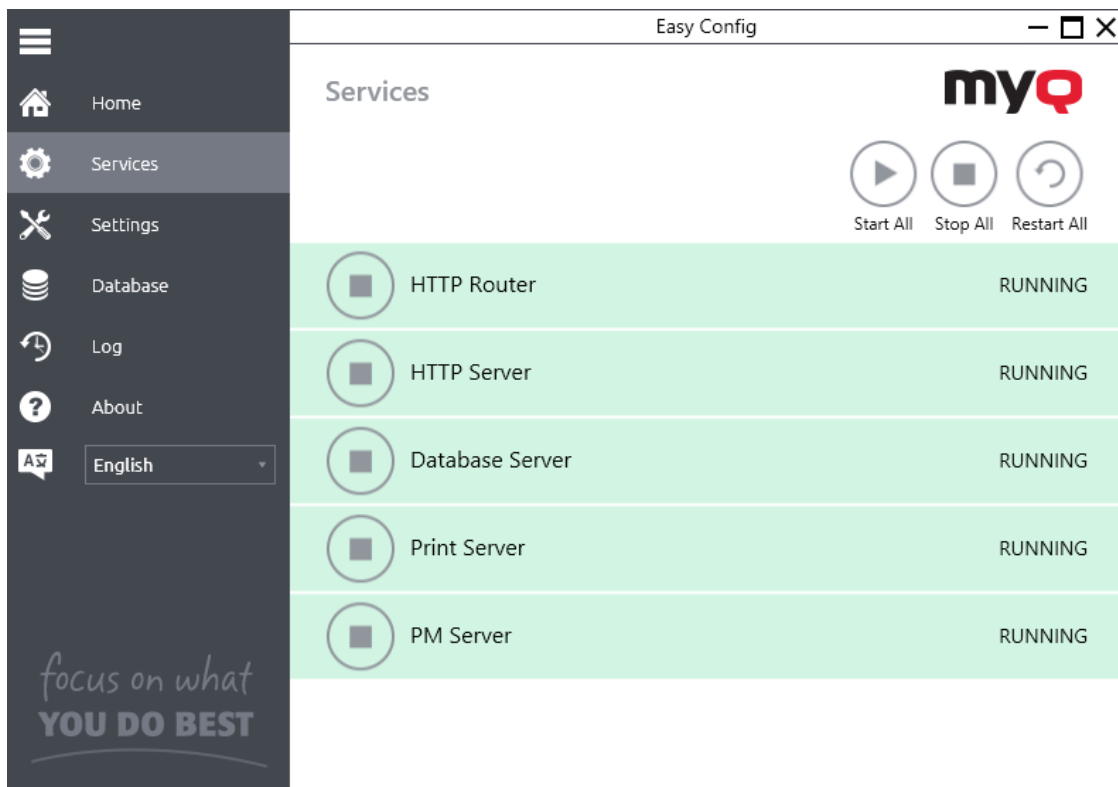 Easy Config
Home
Services
Settings
Database
Log
?
About
A
English
focus on what
YOU DO BEST
Services
myQ
Start All Stop All Restart All
HTTP Router RUNNING
HTTP Server RUNNING
Database Server RUNNING
Print Server RUNNING
PM Server RUNNING